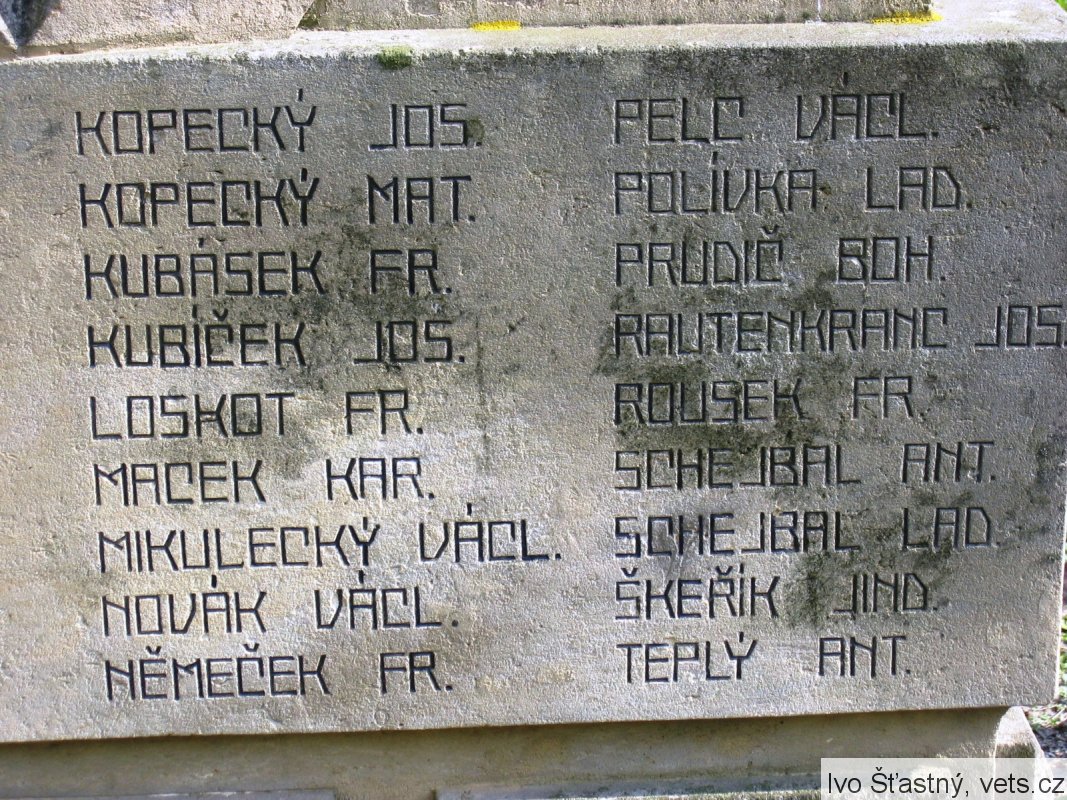 KOPECKÝ JOS.
KOPECKÝ MAT.
KUBÁSEK FR.
KUBÍČEK JOS.
LOSKOT FR.
MACEK KAR.
MIKULECKÝ VÁCL.
NOVÁK VÁCL.
NĚMEČEK FR.
PELC VÁCL.
POLÍVKA LAD.
PRUDIČ BOH.
RAUTENKRANC JOS.
ROUSEK FR.
SCHEJBAL ANT.
SCHEJBAL LAD.
ŠKEŘÍK JIND.
TEPLÝ ANT.
Ivo Šťastný, vets.cz